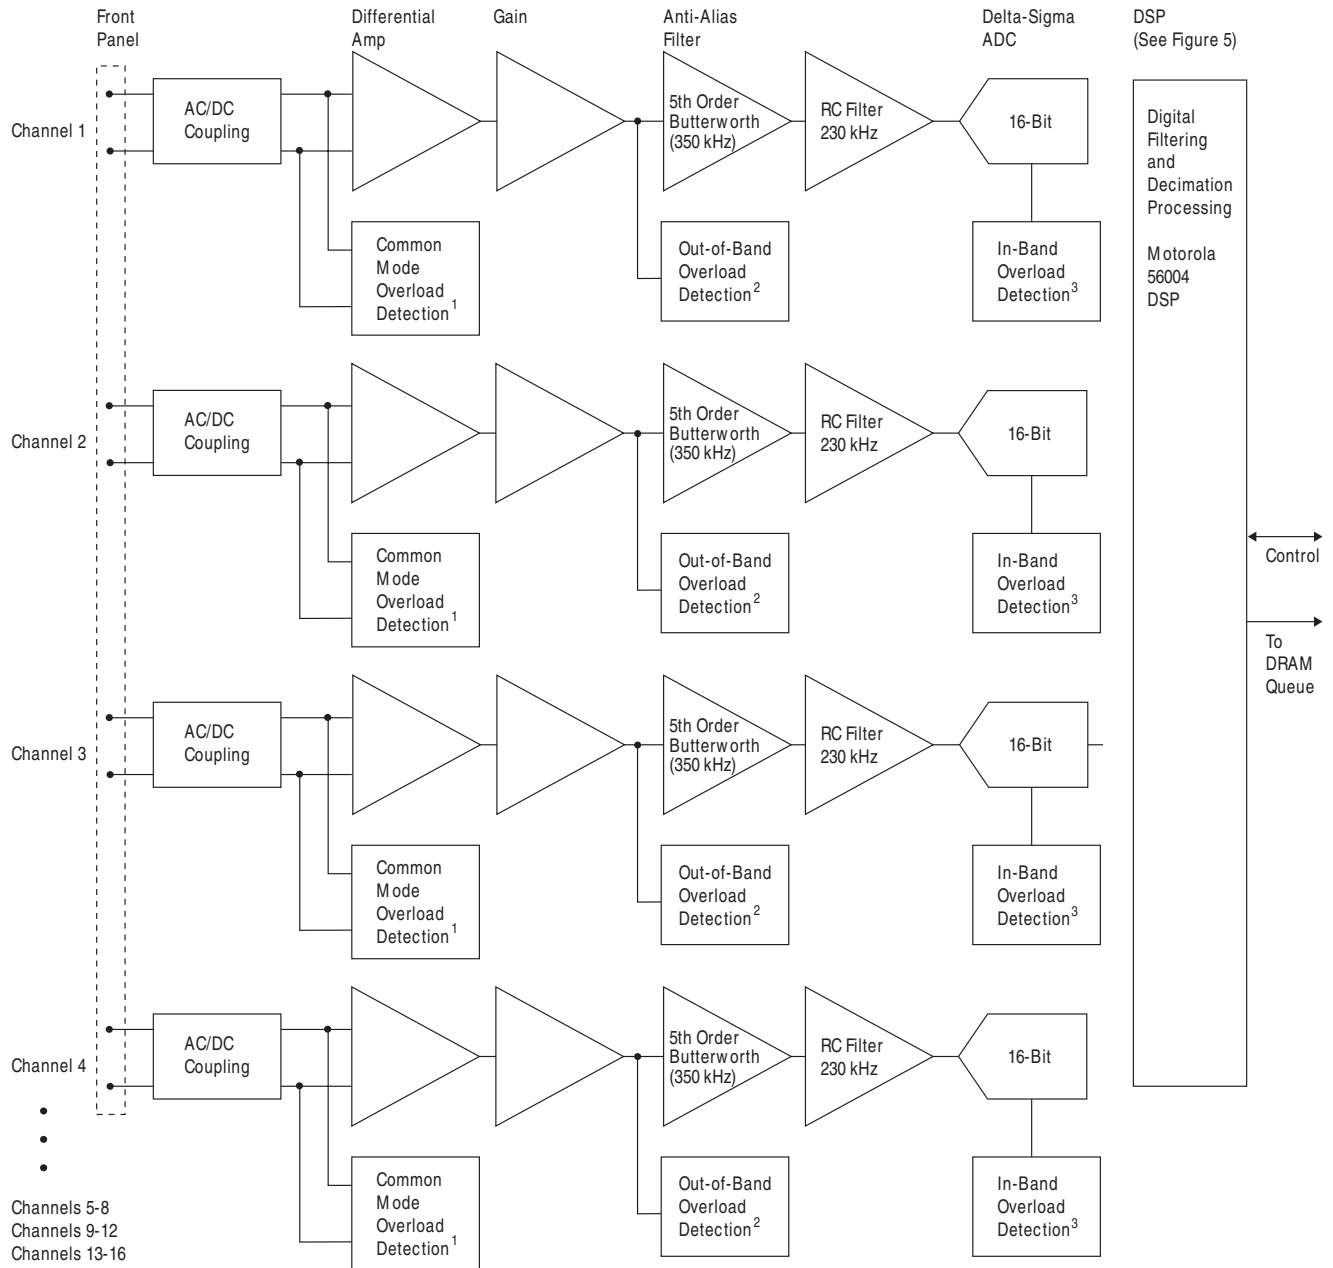 Front
Panel
Differential
Amp
Gain
Anti-Alias
Filter
Delta-Sigma
ADC
DSP
(See Figure 5)
Channel 1
AC/DC
Coupling
5th Order
Butterworth
(350 kHz)
RC Filter
230 kHz
16-Bit
Common
Mode
Overload
Detection1
Out-of-Band
Overload
Detection2
In-Band
Overload
Detection3
Digital
Filtering
and
Decimation
Processing
Motorola
56004
DSP
Channel 2
AC/DC
Coupling
5th Order
Butterworth
(350 kHz)
RC Filter
230 kHz
16-Bit
Common
Mode
Overload
Detection1
Out-of-Band
Overload
Detection2
In-Band
Overload
Detection3
Control
To
DRAM
Queue
Channel 3
AC/DC
Coupling
5th Order
Butterworth
(350 kHz)
RC Filter
230 kHz
16-Bit
Common
Mode
Overload
Detection1
Out-of-Band
Overload
Detection2
In-Band
Overload
Detection3
Channel 4
AC/DC
Coupling
5th Order
Butterworth
(350 kHz)
RC Filter
230 kHz
16-Bit
Common
Mode
Overload
Detection1
Out-of-Band
Overload
Detection2
In-Band
Overload
Detection3
Channels 5-8
Channels 9-12
Channels 13-16